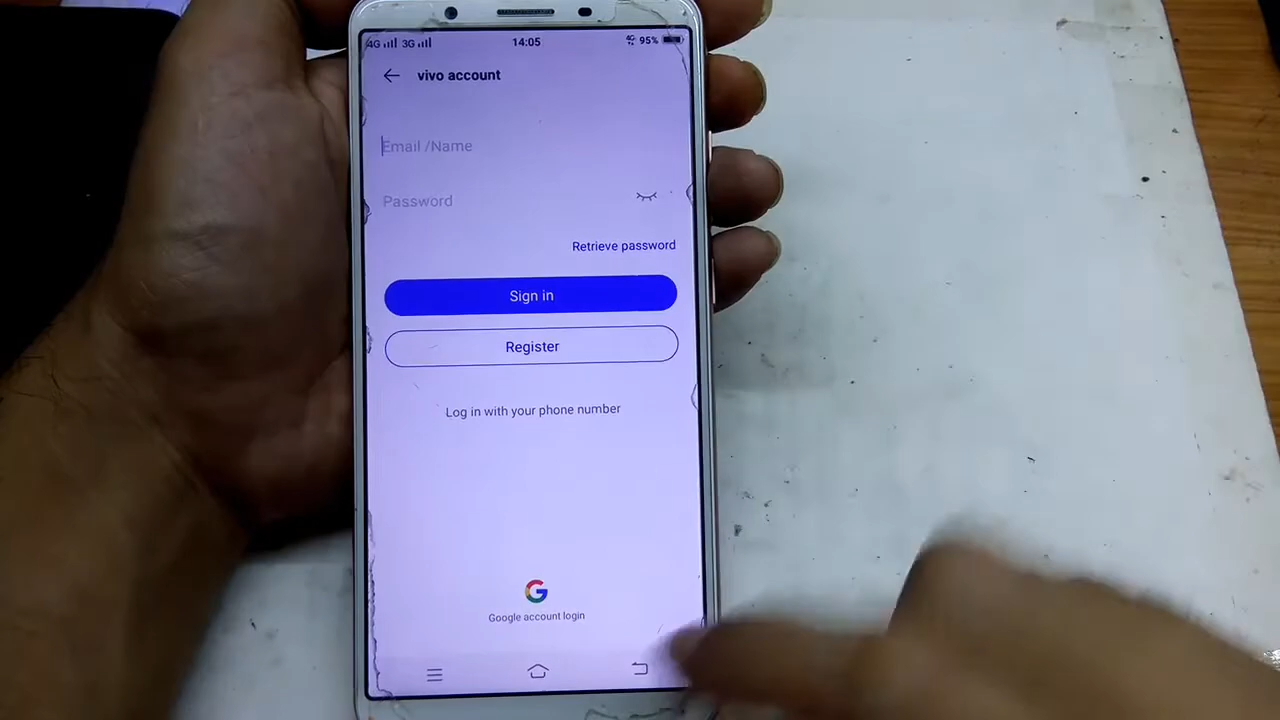 4G 3G 14:05 4G 95%
vivo account
Email /Name
Password
Retrieve password
Sign in
Register
Log in with your phone number
G
Google account login